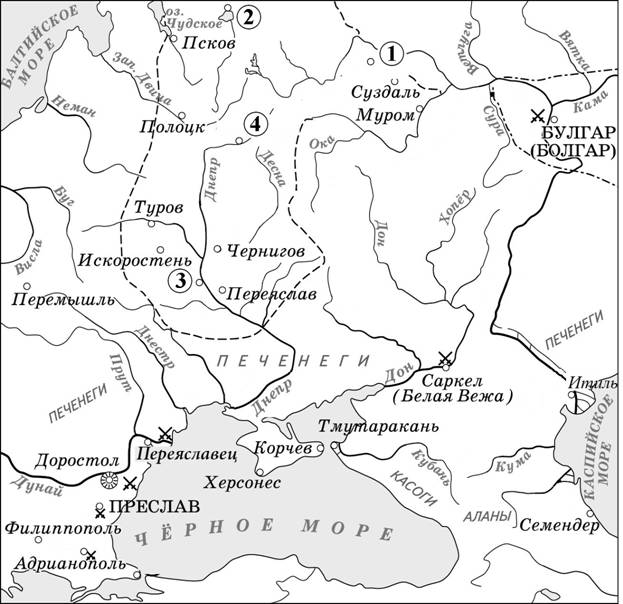 БАЛТИЙСКОЕ
МОРЕ
оз.
Чудское
2
Псков
1
Ветлуга
Вятка
Зап. Двина
Суздаль
Муром
Сура
Кама
Неман
Полоцк
4
Ока
БУЛГАР
(БОЛГАР)
Днепр
Десна
Буг
Туров
Дон
Хопёр
Висла
Искоростень
Чернигов
3
Переяслав
Перемышль
Днестр
ПЕЧЕНЕГИ
ПЕЧЕНЕГИ
Прут
ПЕЧЕНЕГИ
Днепр
Дон
Саркел
(Белая Вежа)
Итиль
Переяславец
Корчев
Тмутаракань
Доростол
Кубань
Кума
КАСПИЙСКОЕ
МОРЕ
Дунай
Херсонес
КАСОГИ
ПРЕСЛАВ
АЛАНЫ
Семендер
Филиппополь
ЧЁРНОЕ МОРЕ
Адрианополь